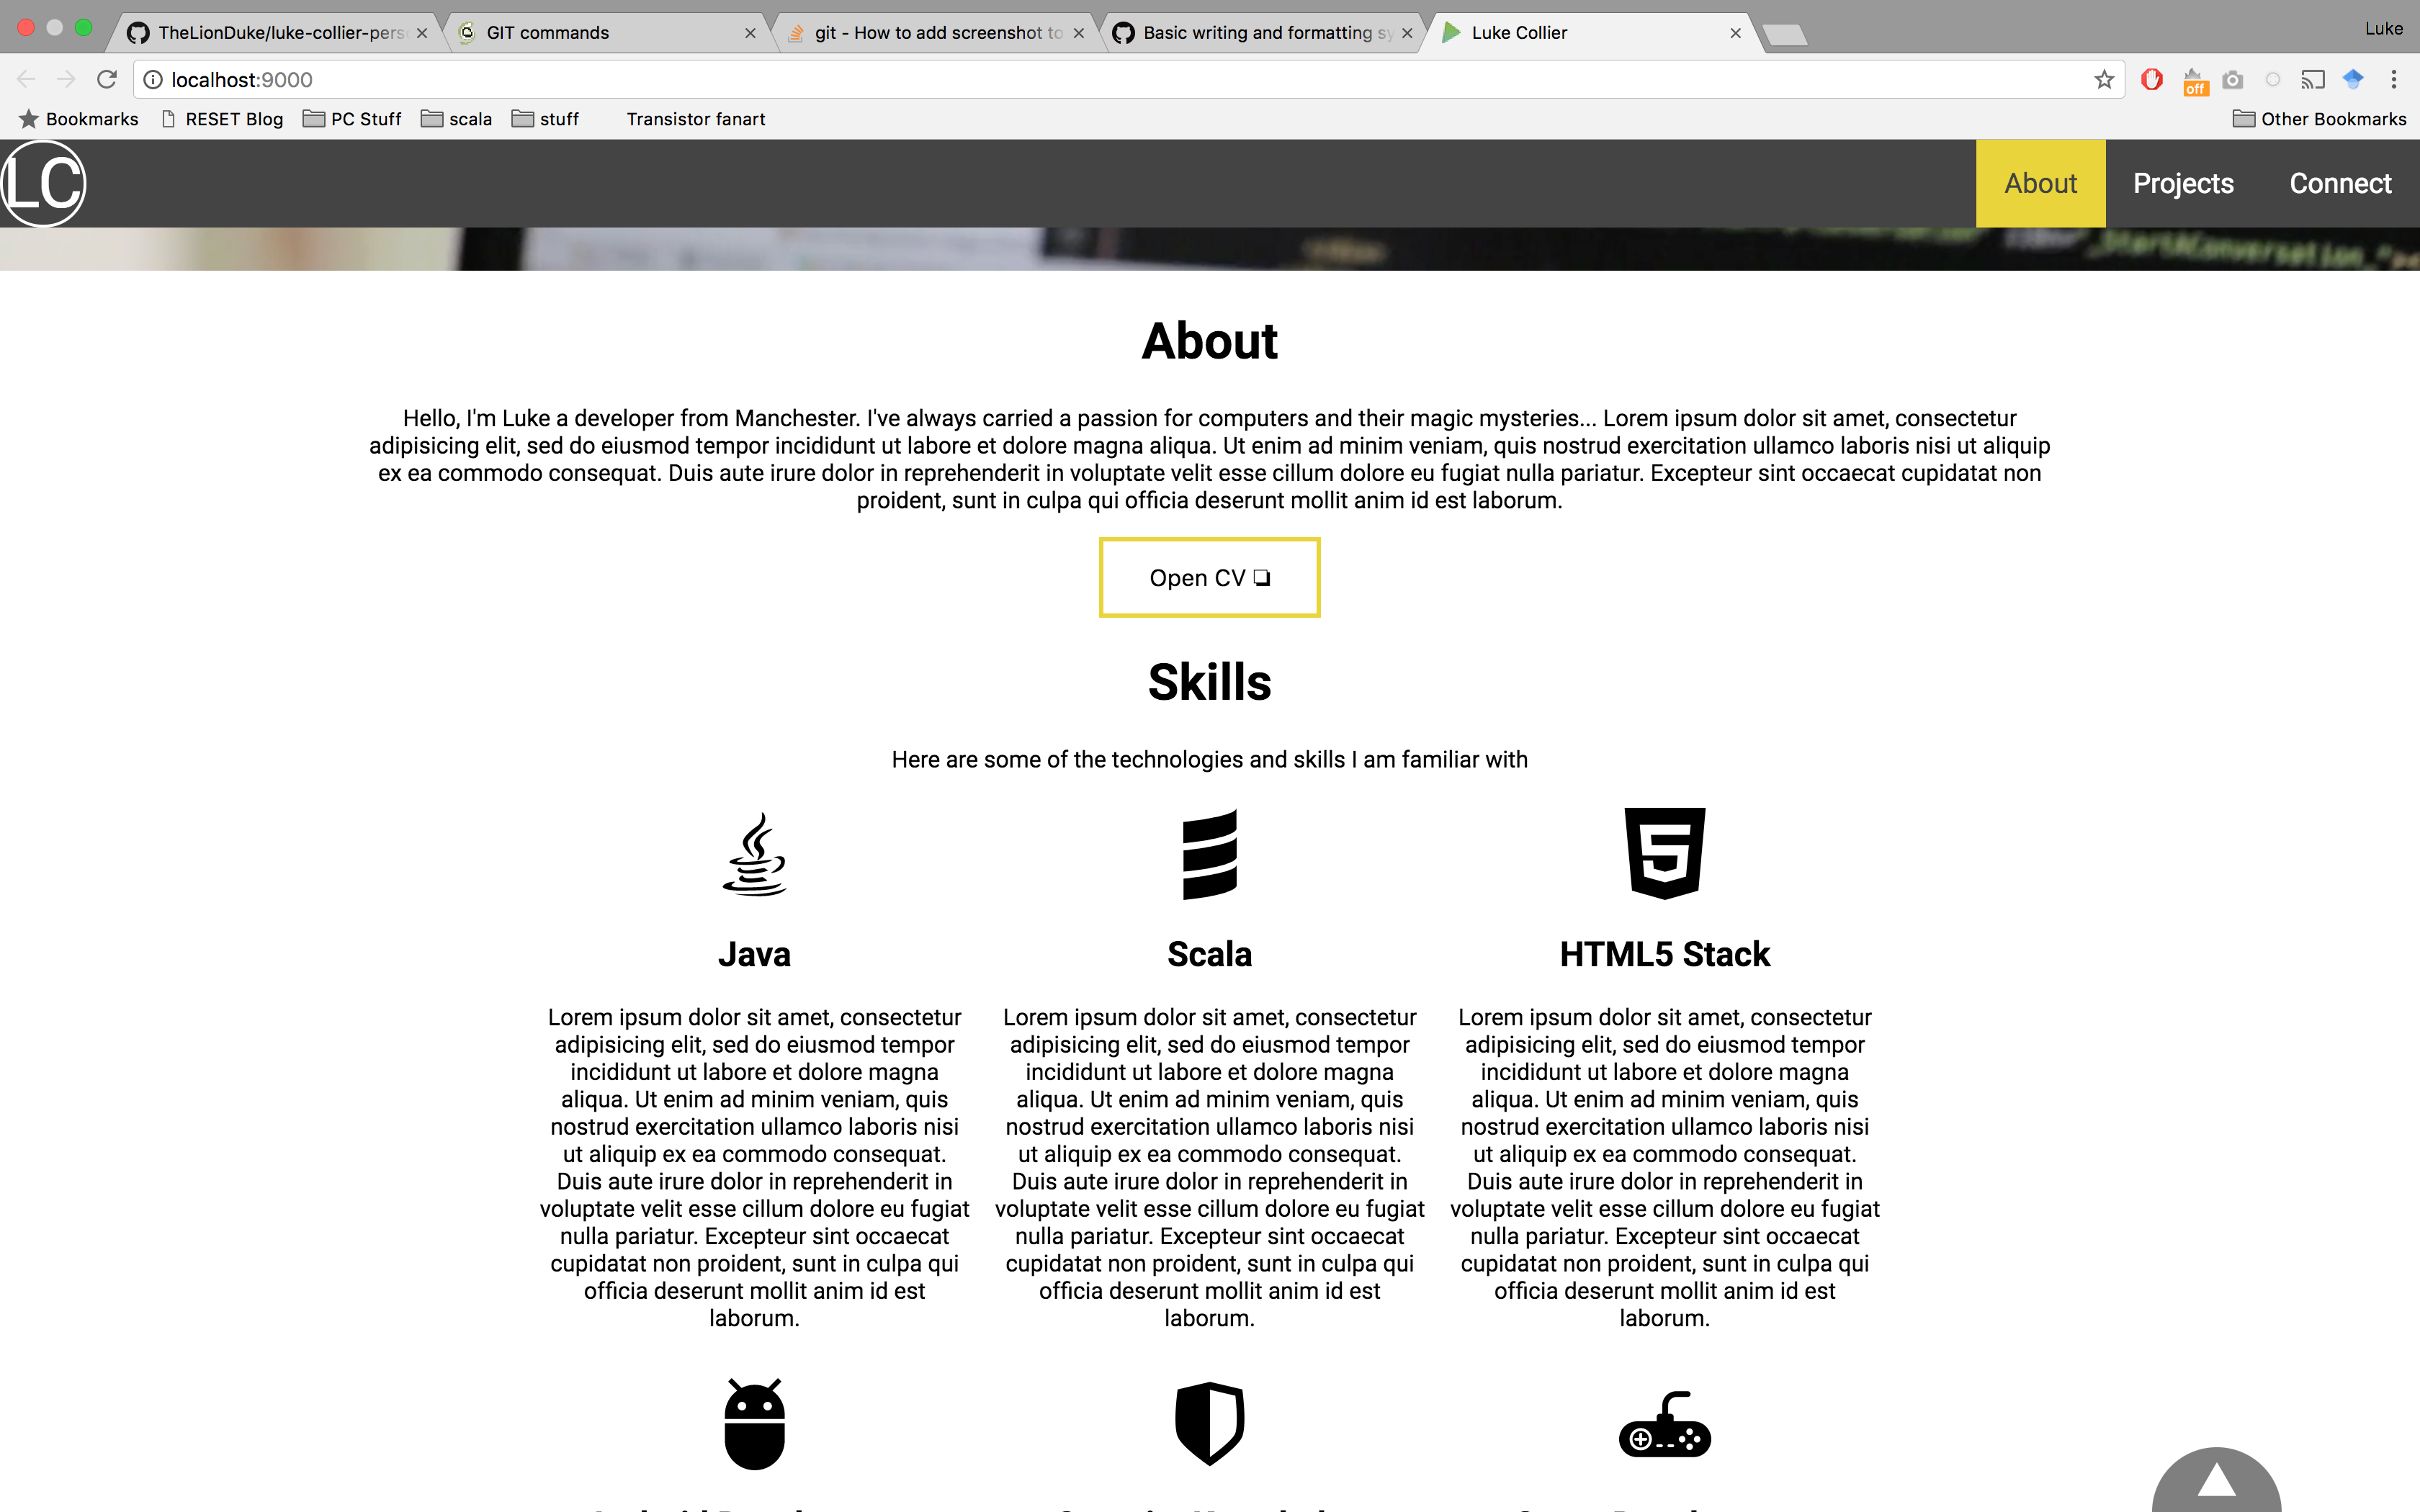 TheLionDuke/luke-collier-pers
GIT commands
git - How to add screenshot to
Basic writing and formatting sy
Luke Collier
Luke
localhost:9000
off
Bookmarks
RESET Blog
PC Stuff
scala
stuff
Transistor fanart
Other Bookmarks
LC
About
Projects
Connect
About
Hello, I'm Luke a developer from Manchester. I've always carried a passion for computers and their magic mysteries... Lorem ipsum dolor sit amet, consectetur
adipisicing elit, sed do eiusmod tempor incididunt ut labore et dolore magna aliqua. Ut enim ad minim veniam, quis nostrud exercitation ullamco laboris nisi ut aliquip
ex ea commodo consequat. Duis aute irure dolor in reprehenderit in voluptate velit esse cillum dolore eu fugiat nulla pariatur. Excepteur sint occaecat cupidatat non
proident, sunt in culpa qui officia deserunt mollit anim id est laborum.
Open CV ❏
Skills
Here are some of the technologies and skills I am familiar with
Java
Lorem ipsum dolor sit amet, consectetur
adipisicing elit, sed do eiusmod tempor
incididunt ut labore et dolore magna
aliqua. Ut enim ad minim veniam, quis
nostrud exercitation ullamco laboris nisi
ut aliquip ex ea commodo consequat.
Duis aute irure dolor in reprehenderit in
voluptate velit esse cillum dolore eu fugiat
nulla pariatur. Excepteur sint occaecat
cupidatat non proident, sunt in culpa qui
officia deserunt mollit anim id est
laborum.
Scala
Lorem ipsum dolor sit amet, consectetur
adipisicing elit, sed do eiusmod tempor
incididunt ut labore et dolore magna
aliqua. Ut enim ad minim veniam, quis
nostrud exercitation ullamco laboris nisi
ut aliquip ex ea commodo consequat.
Duis aute irure dolor in reprehenderit in
voluptate velit esse cillum dolore eu fugiat
nulla pariatur. Excepteur sint occaecat
cupidatat non proident, sunt in culpa qui
officia deserunt mollit anim id est
laborum.
HTML5 Stack
Lorem ipsum dolor sit amet, consectetur
adipisicing elit, sed do eiusmod tempor
incididunt ut labore et dolore magna
aliqua. Ut enim ad minim veniam, quis
nostrud exercitation ullamco laboris nisi
ut aliquip ex ea commodo consequat.
Duis aute irure dolor in reprehenderit in
voluptate velit esse cillum dolore eu fugiat
nulla pariatur. Excepteur sint occaecat
cupidatat non proident, sunt in culpa qui
officia deserunt mollit anim id est
laborum.